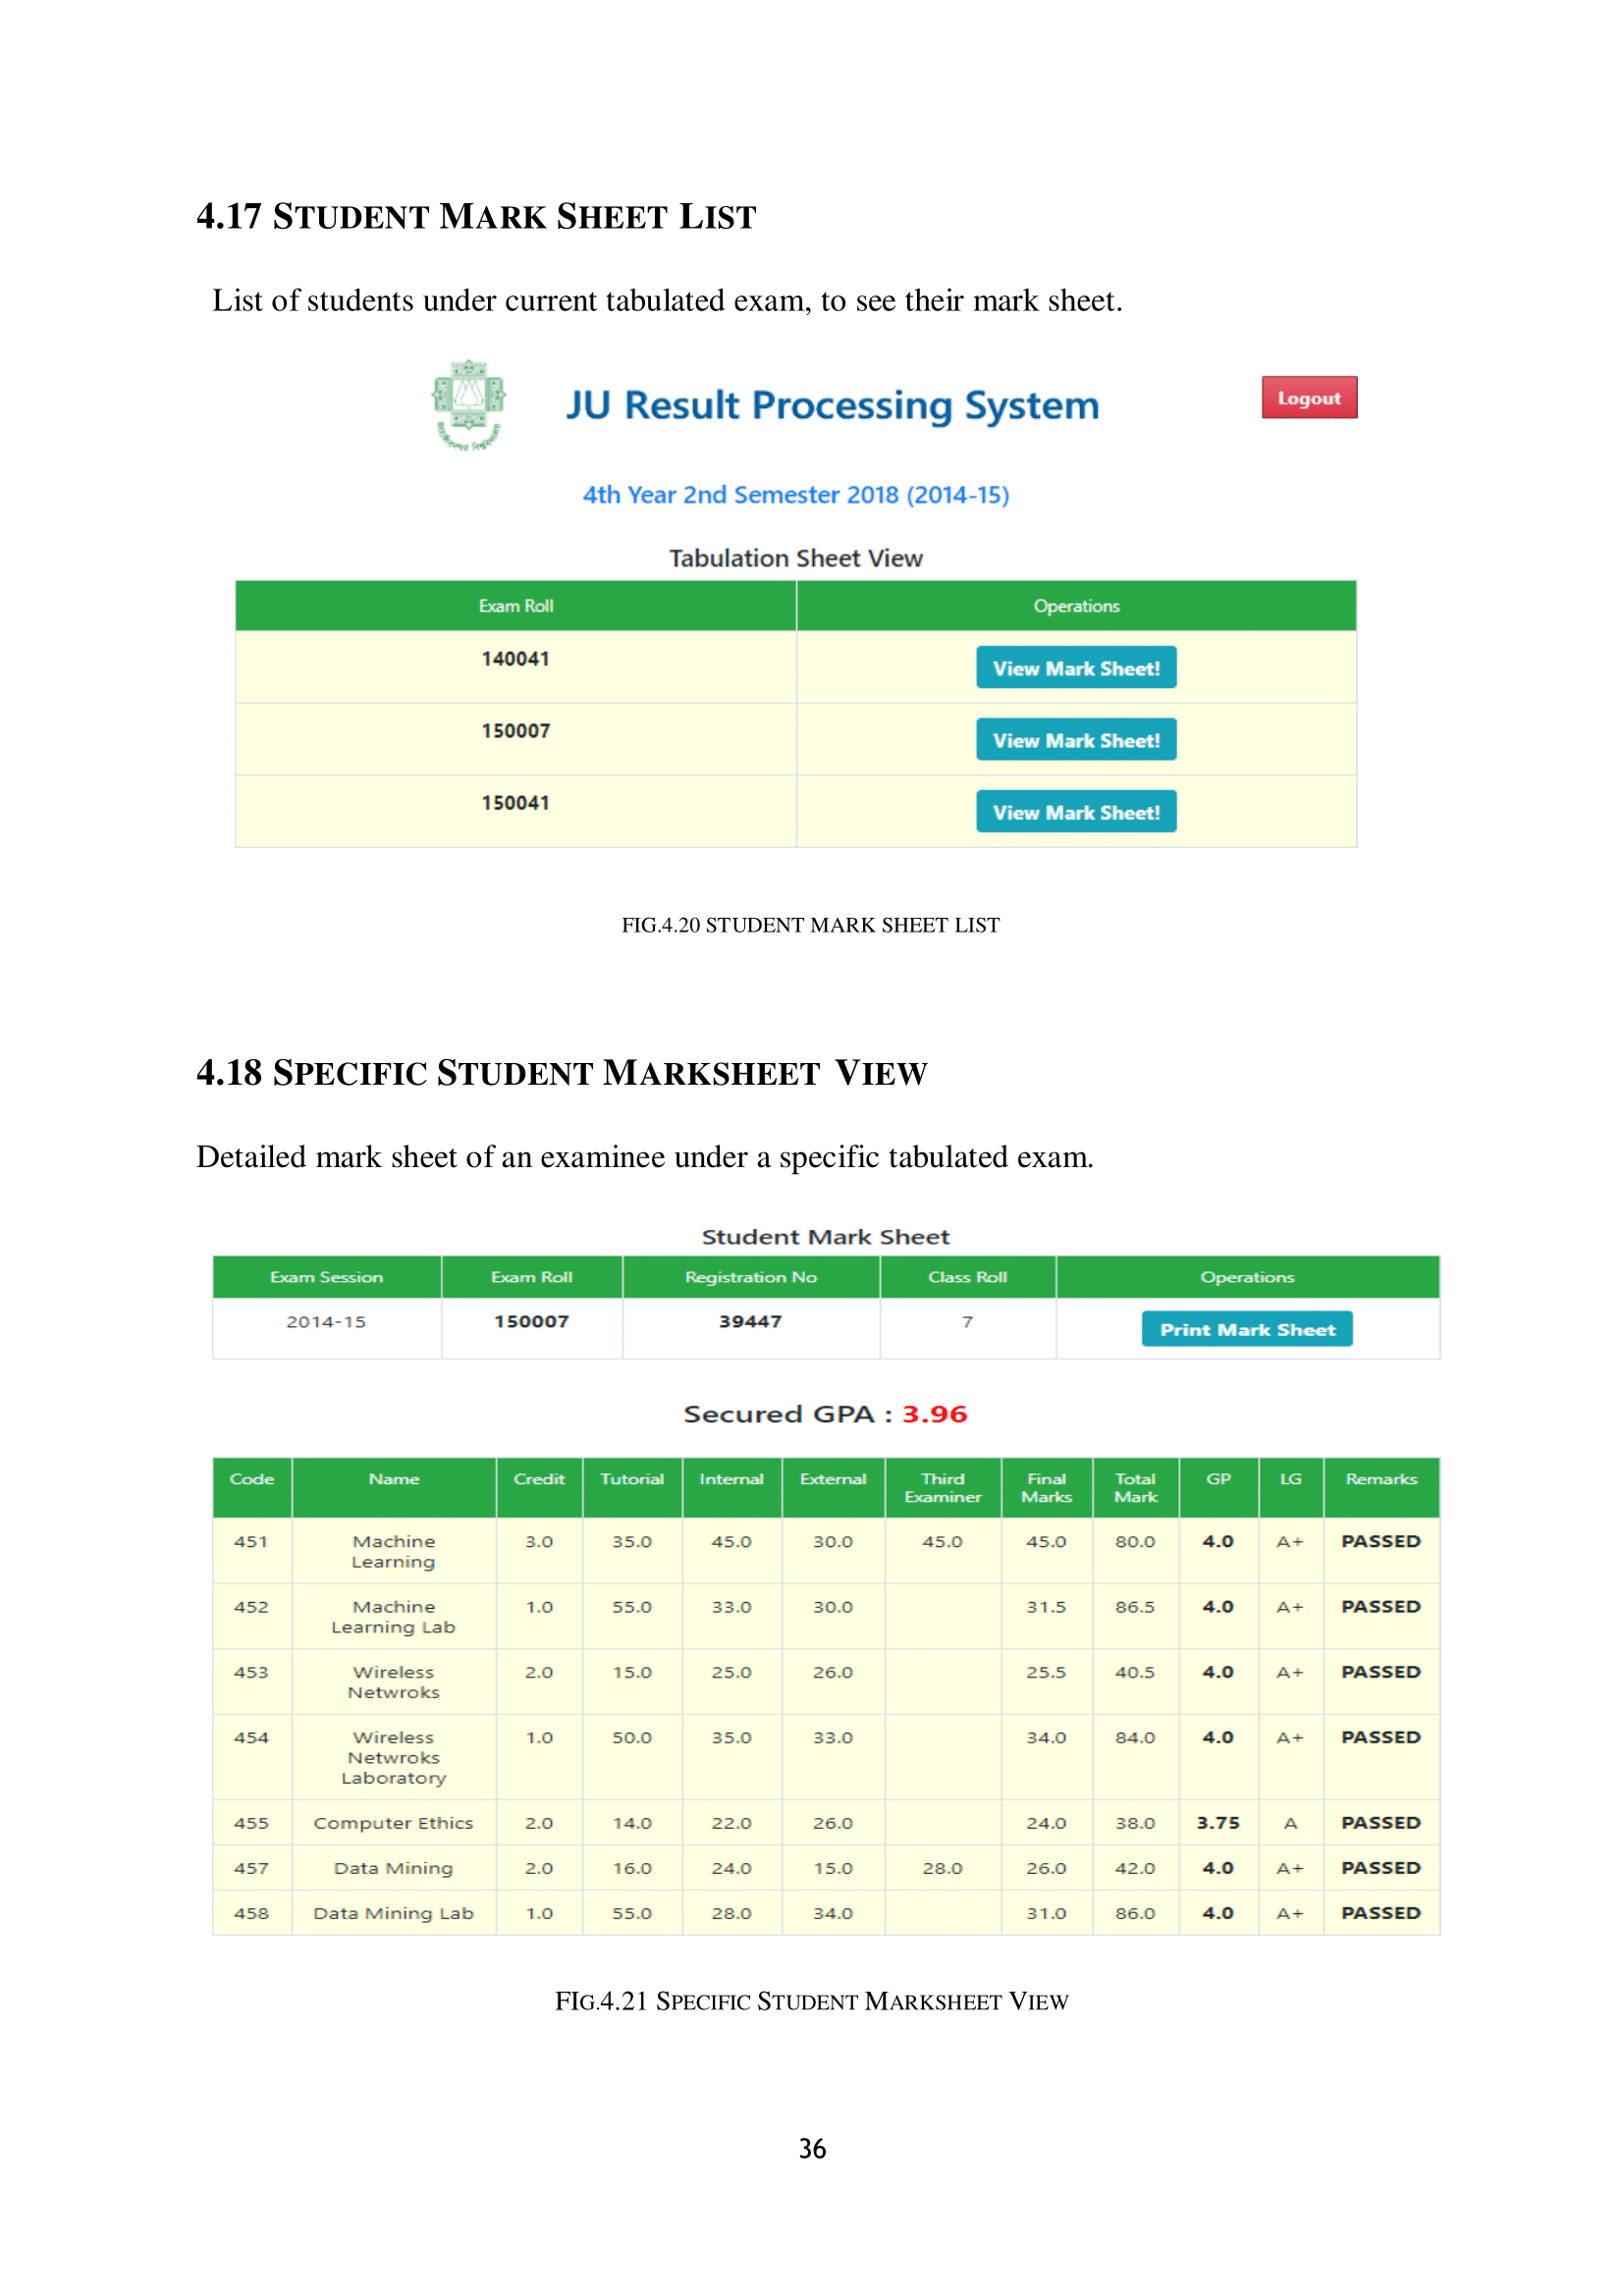 4.17 STUDENT MARK SHEET LIST
List of students under current tabulated exam, to see their mark sheet.
JU Result Processing System
Logout
4th Year 2nd Semester 2018 (2014-15)
Tabulation Sheet View
Exam Roll Operations
140041 View Mark Sheet!
150007 View Mark Sheet!
150041 View Mark Sheet!
FIG.4.20 STUDENT MARK SHEET LIST
4.18 SPECIFIC STUDENT MARKSHEET VIEW
Detailed mark sheet of an examinee under a specific tabulated exam.
Student Mark Sheet
Exam Session Exam Roll Registration No Class Roll Operations
2014-15 150007 39447 7 Print Mark Sheet
Secured GPA : 3.96
Code Name Credit Tutorial Internal External Third Examiner Final Marks Total Mark GP LG Remarks
451 Machine Learning 3.0 35.0 45.0 30.0 45.0 45.0 80.0 4.0 A+ PASSED
452 Machine Learning Lab 1.0 55.0 33.0 30.0 31.5 86.5 4.0 A+ PASSED
453 Wireless Netwroks 2.0 15.0 25.0 26.0 25.5 40.5 4.0 A+ PASSED
454 Wireless Netwroks Laboratory 1.0 50.0 35.0 33.0 34.0 84.0 4.0 A+ PASSED
455 Computer Ethics 2.0 14.0 22.0 26.0 24.0 38.0 3.75 A PASSED
457 Data Mining 2.0 16.0 24.0 15.0 28.0 26.0 42.0 4.0 A+ PASSED
458 Data Mining Lab 1.0 55.0 28.0 34.0 31.0 86.0 4.0 A+ PASSED
FIG.4.21 SPECIFIC STUDENT MARKSHEET VIEW
36